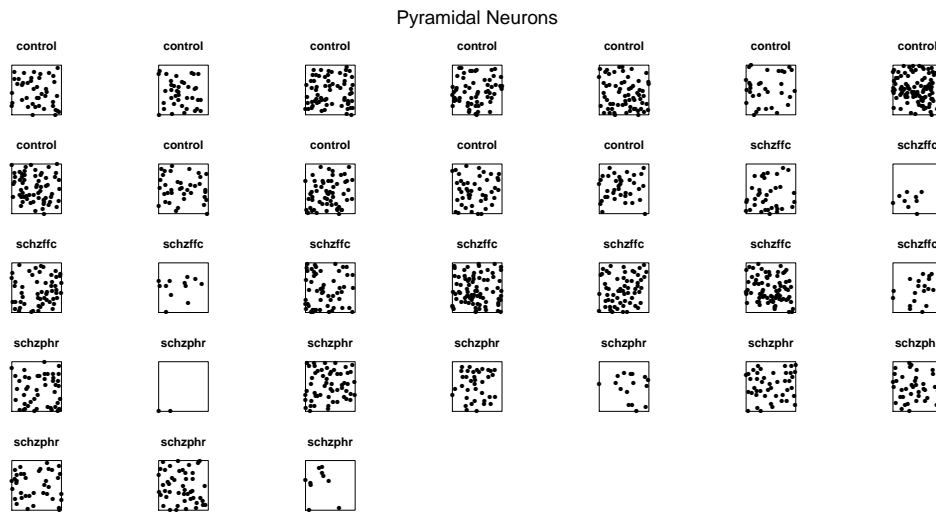 Pyramidal Neurons
control control control control control control control
control control control control control schzffc schzffc
schzffc schzffc schzffc schzffc schzffc schzffc schzffc
schzphr schzphr schzphr schzphr schzphr schzphr schzph
schzphr schzphr schzphr